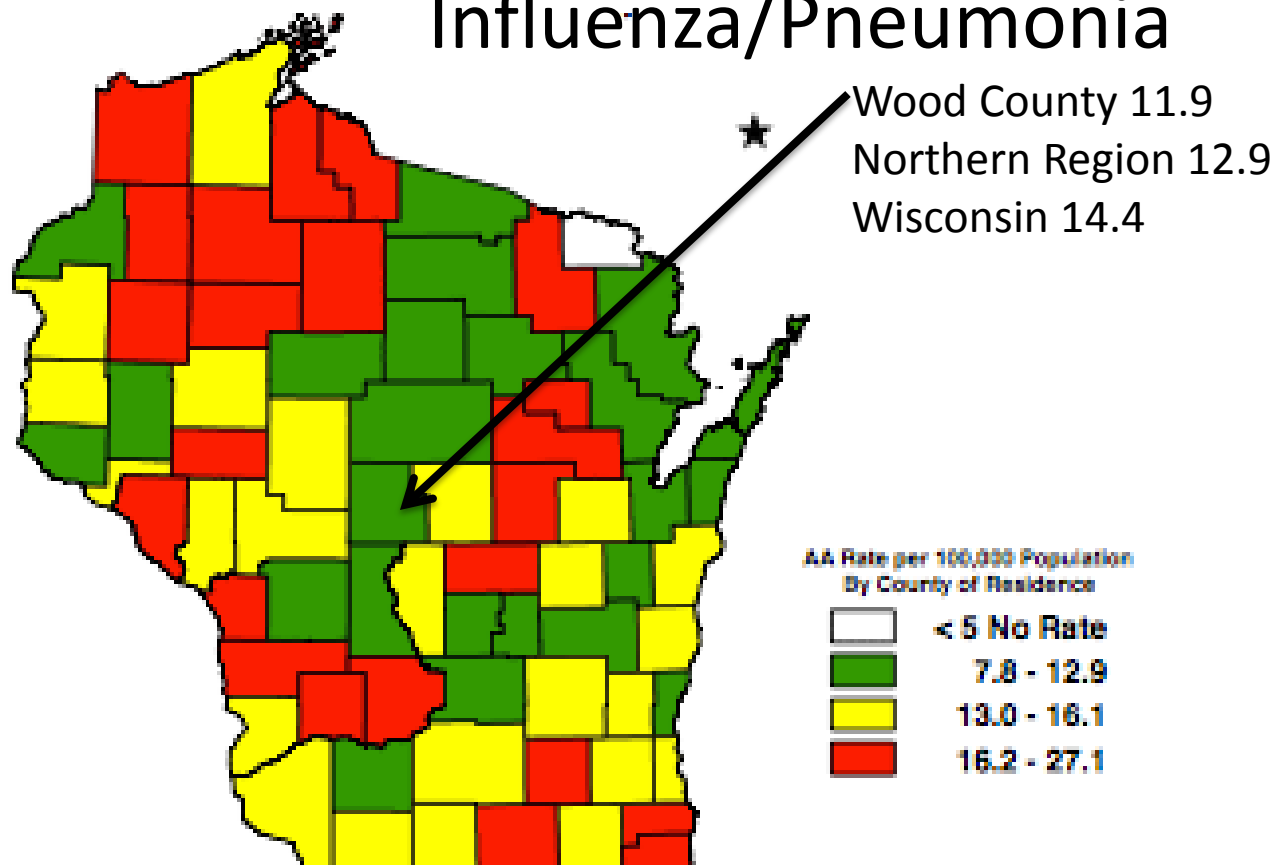 Influenza/Pneumonia
Wood County 11.9
Northern Region 12.9
Wisconsin 14.4
AA Rate per 100,000 Population
By County of Residence
< 5 No Rate
7.8 - 12.9
13.0 - 16.1
16.2 - 27.1